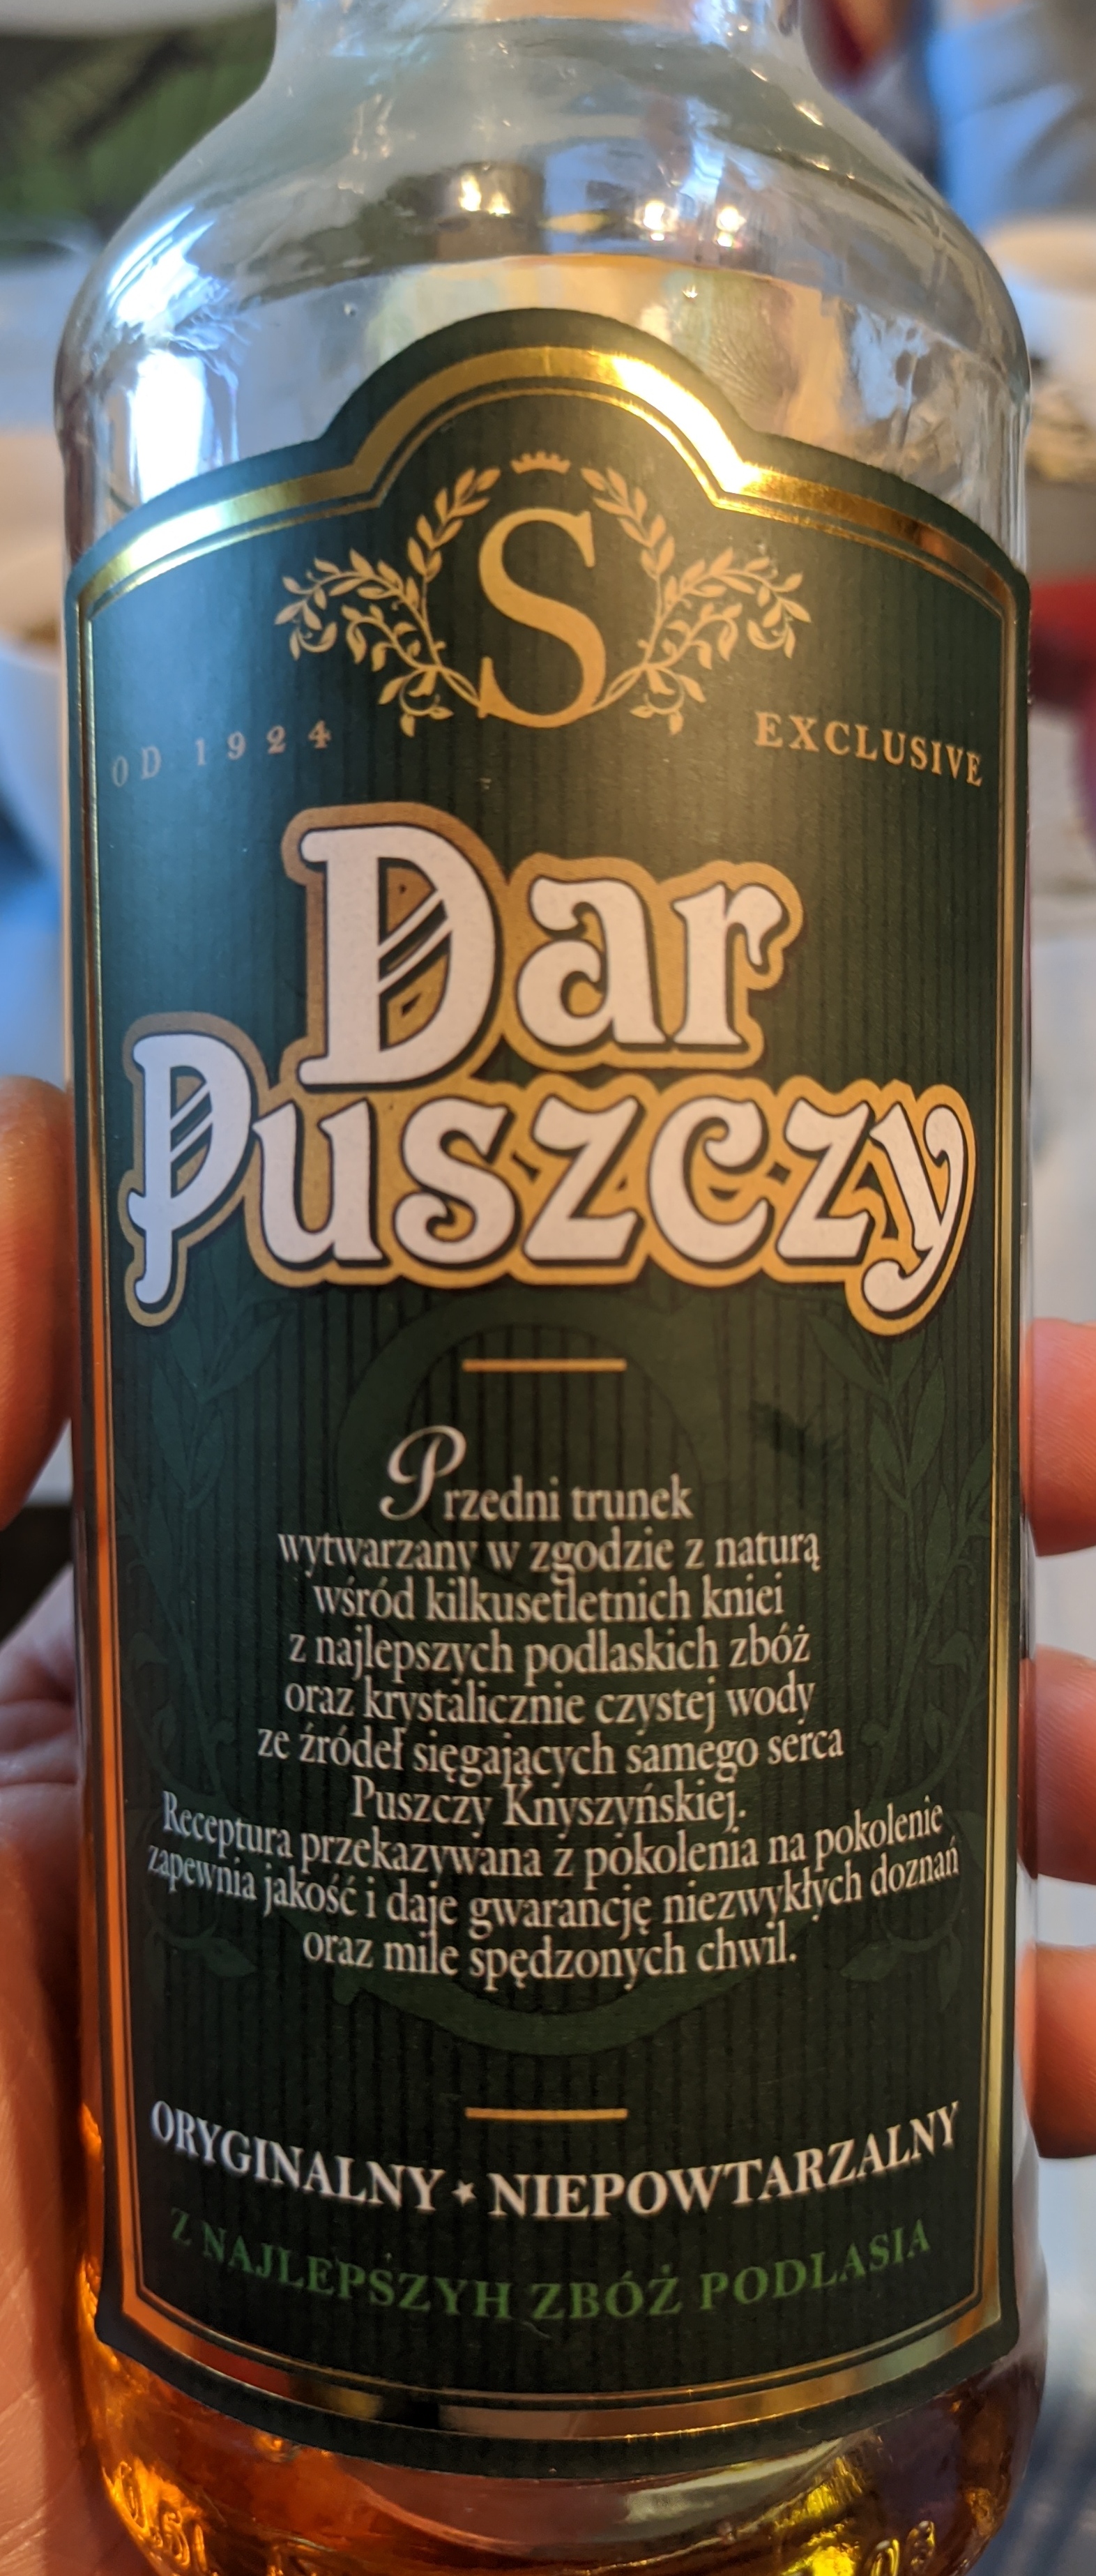 S
OD 1924
EXCLUSIVE
Dar
Puszczy
Przedni trunek
wytwarzany w zgodzie z naturą
wśród kilkusetletnich kniei
z najlepszych podlaskich zbóż
oraz krystalicznie czystej wody
ze źródeł sięgających samego serca
Puszczy Knyszyńskiej.
Receptura przekazywana z pokolenia na pokolenie
zapewnia jakość i daje gwarancję niezwykłych doznań
oraz mile spędzonych chwil.
ORYGINALNY ★ NIEPOWTARZALNY
Z NAJLEPSZYH ZBÓŻ PODLASIA